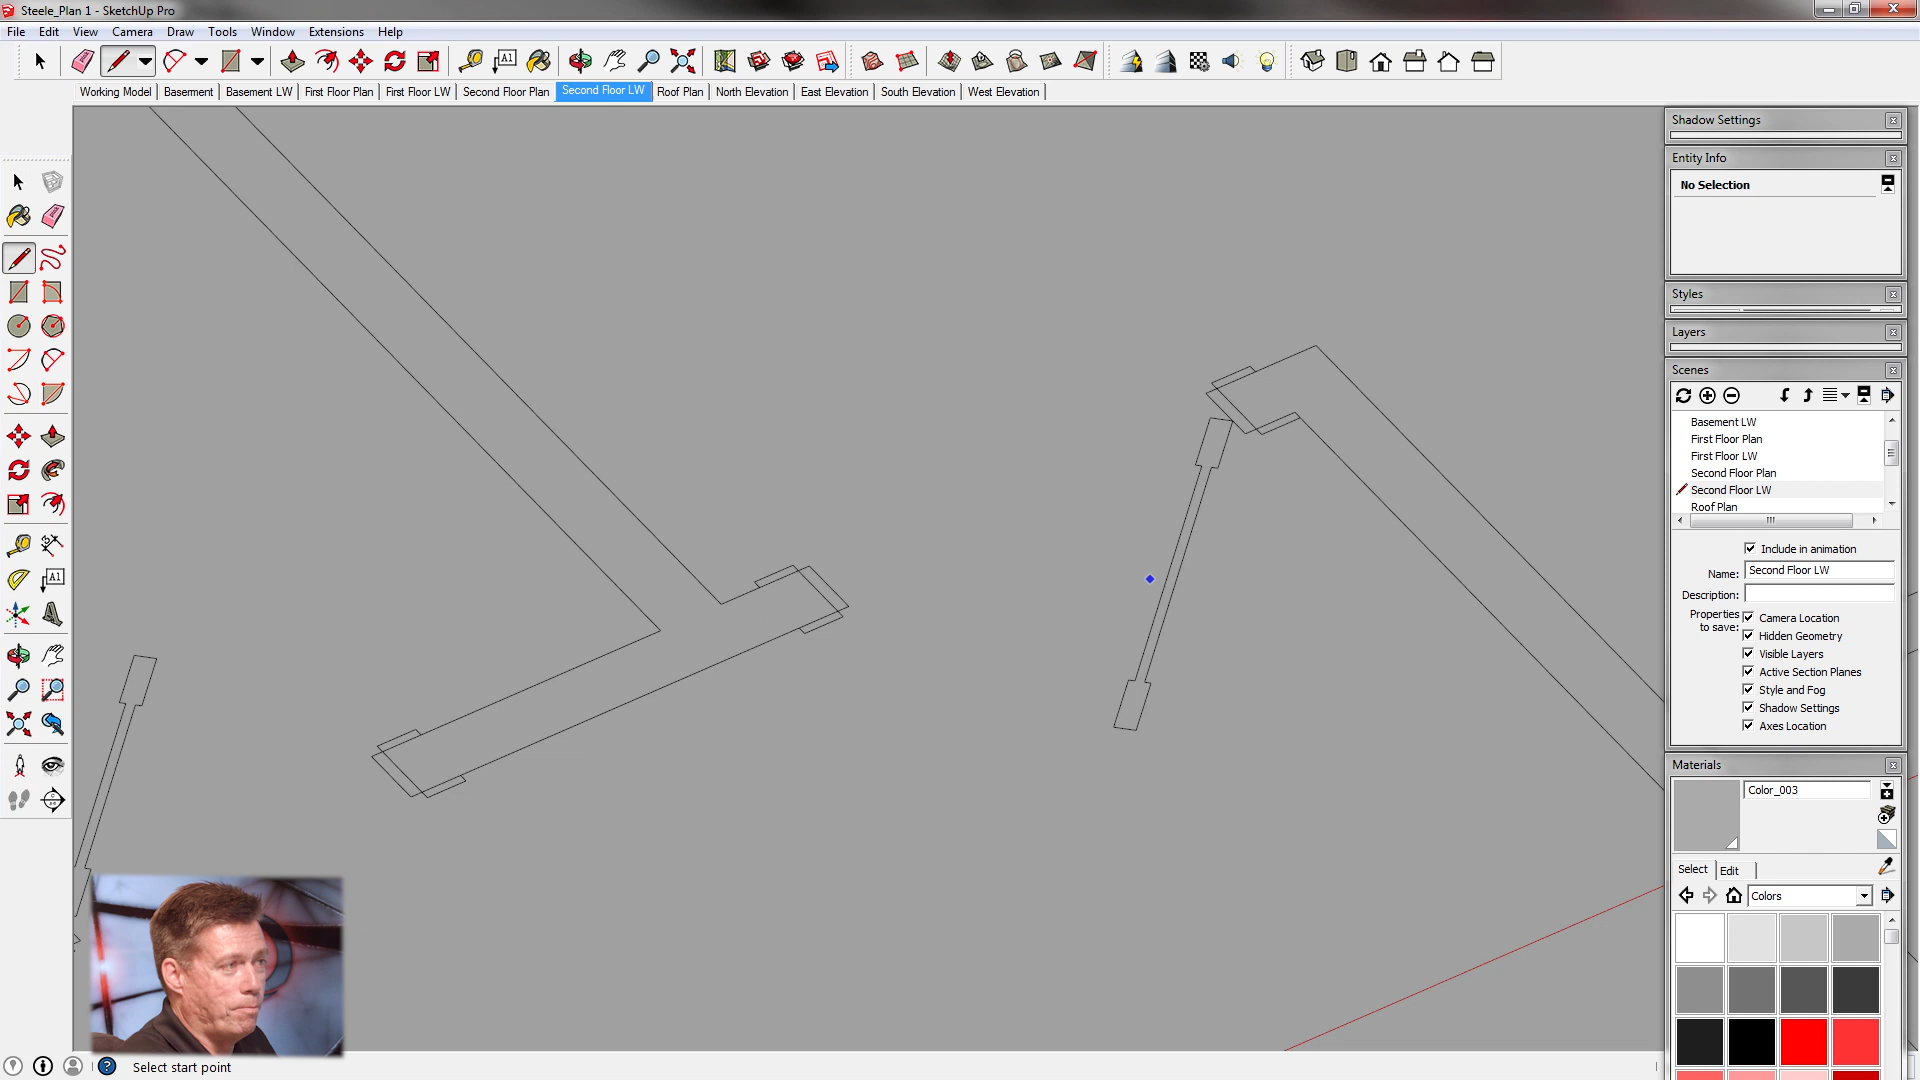 Steele_Plan 1 - SketchUp Pro
File Edit View Camera Draw Tools Window Extensions Help
A1
Working Model Basement Basement LW First Floor Plan First Floor LW Second Floor Plan Second Floor LW Roof Plan North Elevation East Elevation South Elevation West Elevation
Shadow Settings
Entity Info
No Selection
Styles
Layers
Scenes
Basement LW
First Floor Plan
First Floor LW
Second Floor Plan
Second Floor LW
Roof Plan
Include in animation
Name: Second Floor LW
Description:
Properties to save:
Camera Location
Hidden Geometry
Visible Layers
Active Section Planes
Style and Fog
Shadow Settings
Axes Location
A1
Materials
Color_003
Select Edit
Colors
Select start point